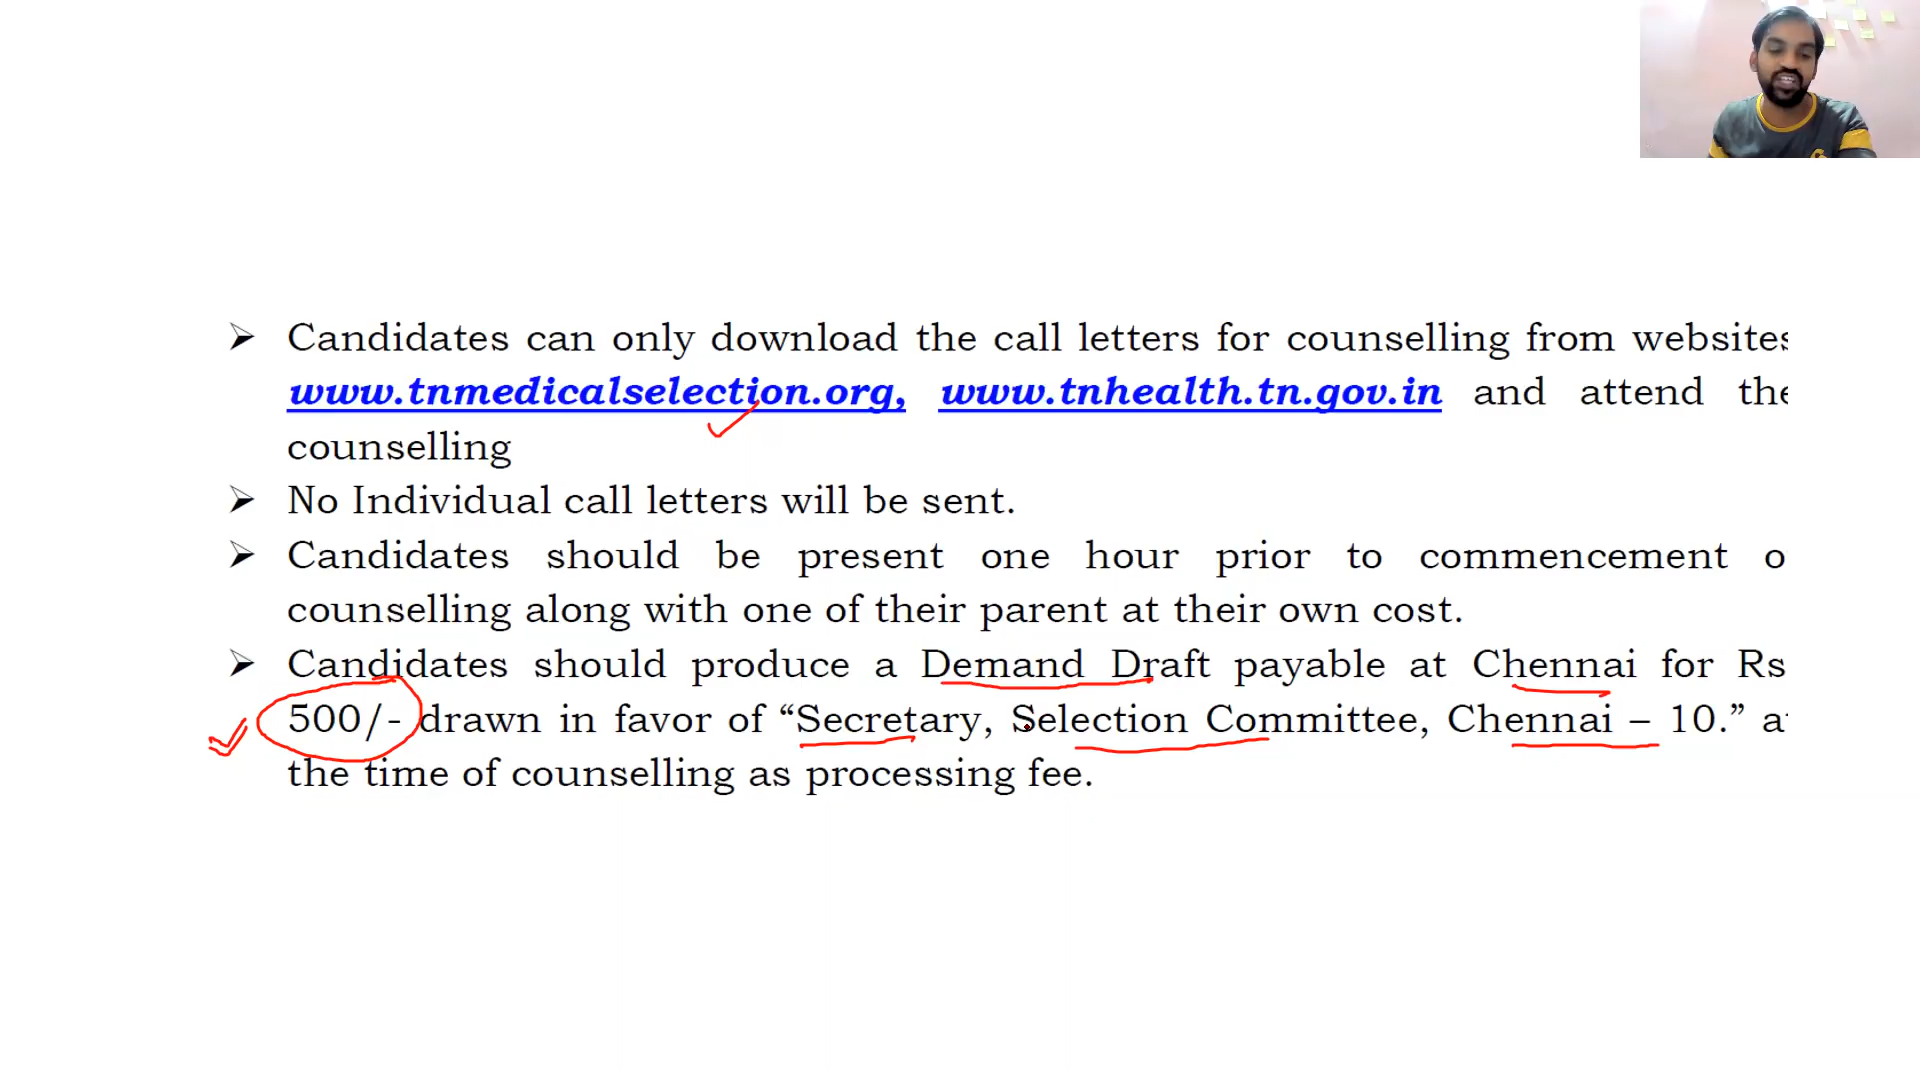 ➢ Candidates can only download the call letters for counselling from websites
www.tnmedicalselection.org, www.tnhealth.tn.gov.in and attend the
counselling
➢ No Individual call letters will be sent.
➢ Candidates should be present one hour prior to commencement o
counselling along with one of their parent at their own cost.
➢ Candidates should produce a Demand Draft payable at Chennai for Rs
500/- drawn in favor of “Secretary, Selection Committee, Chennai – 10.” at
the time of counselling as processing fee.